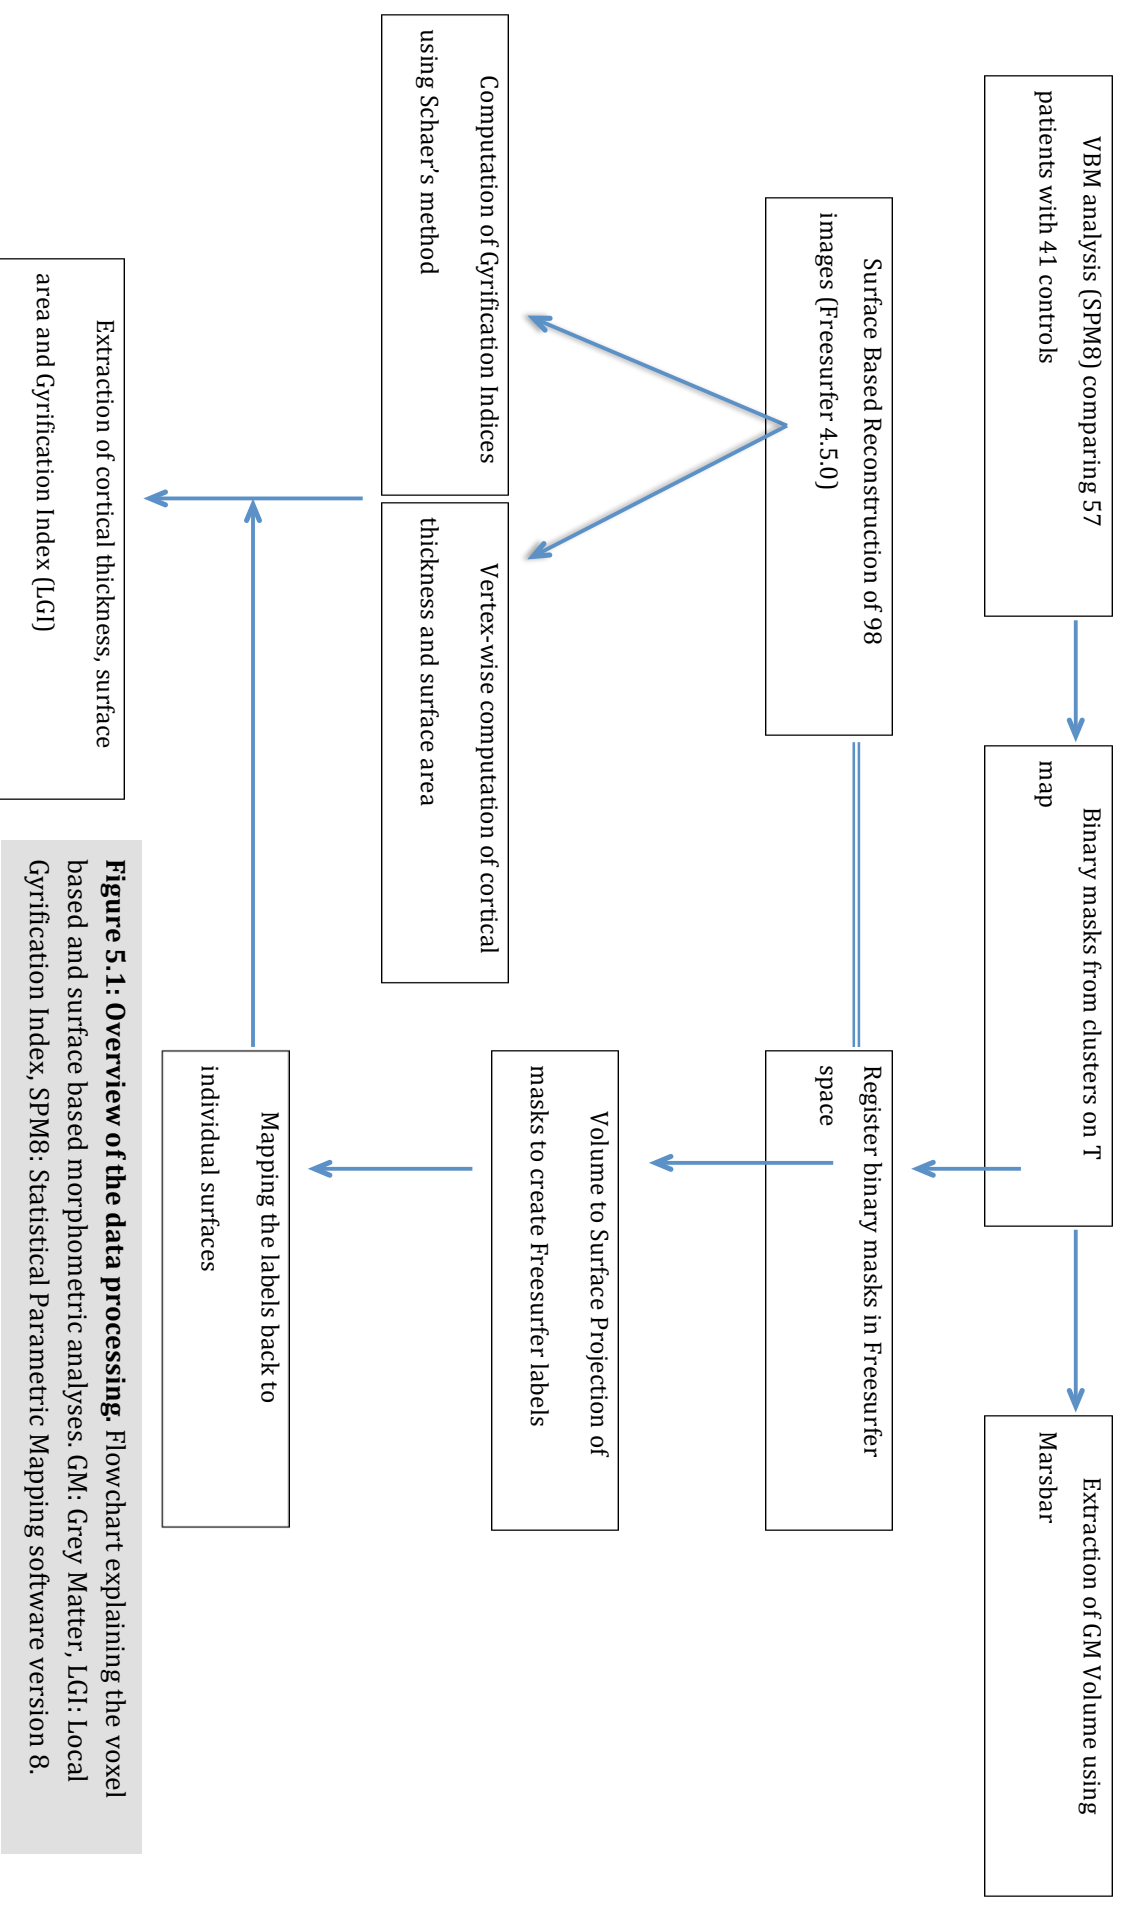 VBM analysis (SPM8) comparing 57
patients with 41 controls
Binary masks from clusters on T
map
Extraction of GM Volume using
Marsbar
Surface Based Reconstruction of 98
images (Freesurfer 4.5.0)
Register binary masks in Freesurfer
space
Volume to Surface Projection of
masks to create Freesurfer labels
Computation of Gyrification Indices
using Schaer's method
Vertex-wise computation of cortical
thickness and surface area
Mapping the labels back to
individual surfaces
Extraction of cortical thickness, surface
area and Gyrification Index (LGI)
Figure 5.1: Overview of the data processing. Flowchart explaining the voxel
based and surface based morphometric analyses. GM: Grey Matter, LGI: Local
Gyrification Index, SPM8: Statistical Parametric Mapping software version 8.